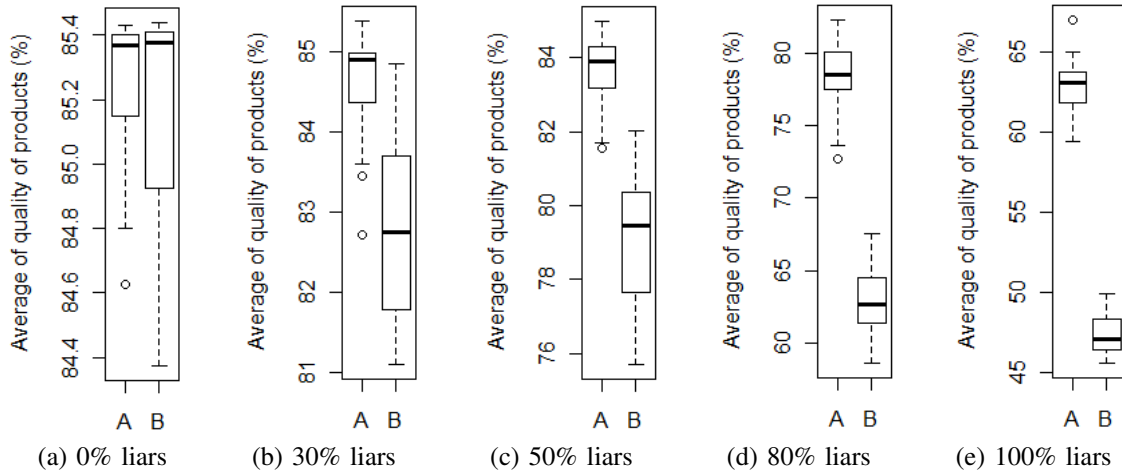 Average of quality of products (%)
85.4
85.2
85.0
84.8
84.6
84.4
A B
(a) 0% liars
Average of quality of products (%)
85
84
83
82
81
A B
(b) 30% liars
Average of quality of products (%)
84
82
80
78
76
A B
(c) 50% liars
Average of quality of products (%)
80
75
70
65
60
A B
(d) 80% liars
Average of quality of products (%)
65
60
55
50
45
A B
(e) 100% liars